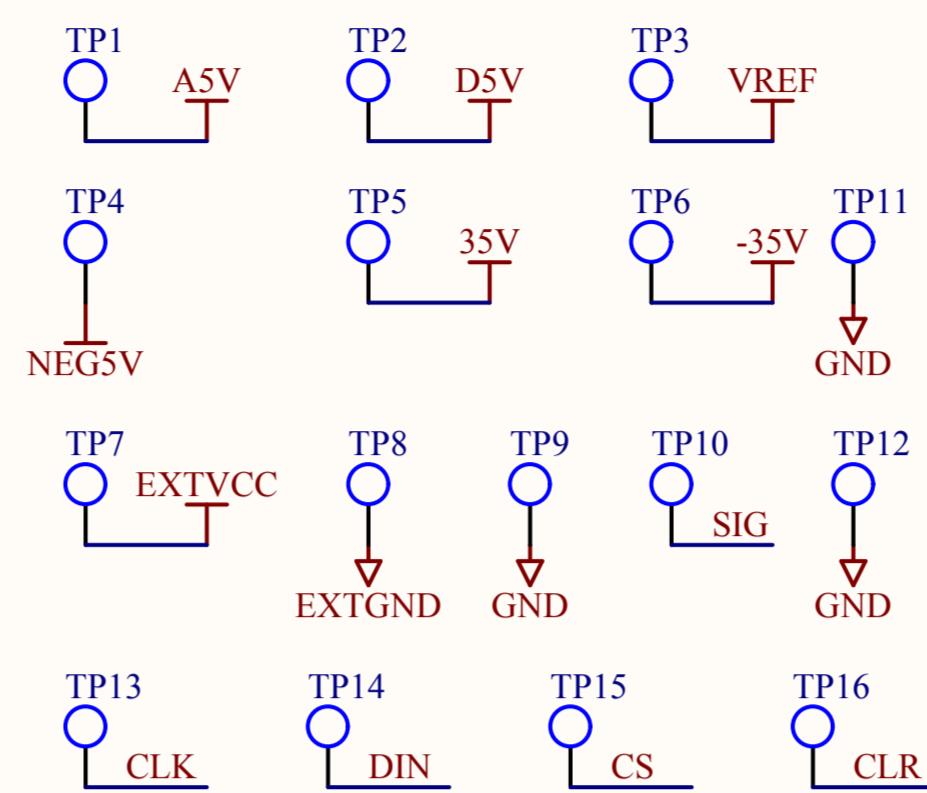 TP1 TP2 TP3
A5V D5V VREF
TP4 TP5 TP6 TP11
35V -35V
NEG5V GND
TP7 TP8 TP9 TP10 TP12
EXTVCC
SIG
EXTGND GND GND
TP13 TP14 TP15 TP16
CLK DIN CS CLR